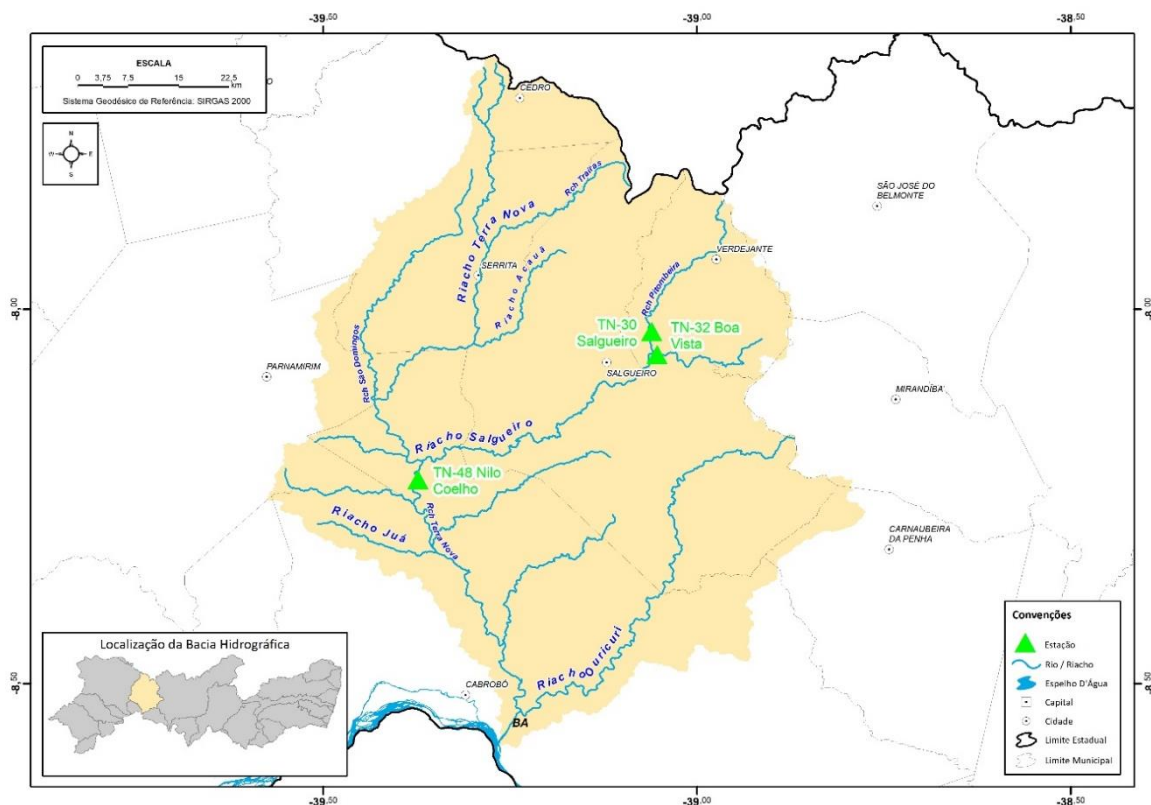 -39,50
-39,00
-38,50
ESCALA
0 3,75 7,5 15 22,5
km
Sistema Geodésico de Referência: SIRGAS 2000
N
W E
S
CEDRO
Rch Traíras
SÃO JOSÉ DO
BELMONTE
Riacho Terra Nova
VERDEJANTE
SERRITA
Riacho Acauã
Rch Pitombeira
-8,00
-8,00
TN-30
Salgueiro
TN-32 Boa
Vista
Rch São Domingos
SALGUEIRO
PARNAMIRIM
MIRANDIBA
Riacho Salgueiro
TN-48 Nilo
Coelho
Rch Terra Nova
Riacho Juá
CARNAUBEIRA
DA PENHA
Riacho Ouricuri
CABROBÓ
BA
-8,50
-8,50
Localização da Bacia Hidrográfica
Convenções
Estação
Rio / Riacho
Espelho D'Água
Capital
Cidade
Limite Estadual
Limite Municipal
-39,50
-39,00
-38,50